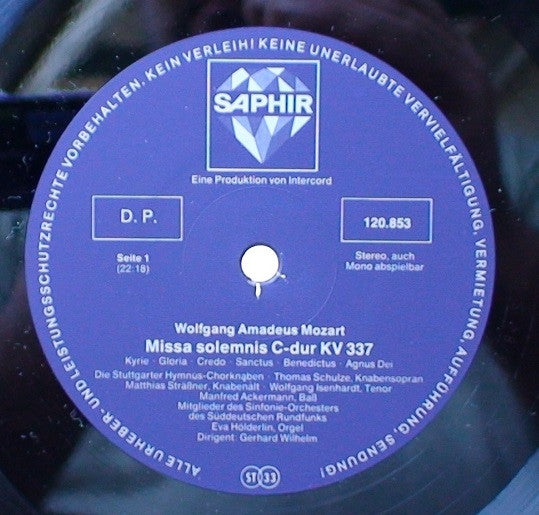 ALLE URHEBER- UND LEISTUNGSSCHUTZRECHTE VORBEHALTEN. KEIN VERLEIH! KEINE UNERLAUBTE VERVIELFÄLTIGUNG, VERMIETUNG, AUFFÜHRUNG, SENDUNG!
SAPHIR
Eine Produktion von Intercord
D. P.
120.853
Seite 1
(22:18)
Stereo, auch
Mono abspielbar
Wolfgang Amadeus Mozart
Missa solemnis C-dur KV 337
Kyrie · Gloria · Credo · Sanctus · Benedictus · Agnus Dei
Die Stuttgarter Hymnus-Chorknaben · Thomas Schulze, Knabensopran
Matthias Sträßner, Knabenalt · Wolfgang Isenhardt, Tenor
Manfred Ackermann, Baß
Mitglieder des Sinfonie-Orchesters
des Süddeutschen Rundfunks
Eva Hölderlin, Orgel
Dirigent: Gerhard Wilhelm
ST 33